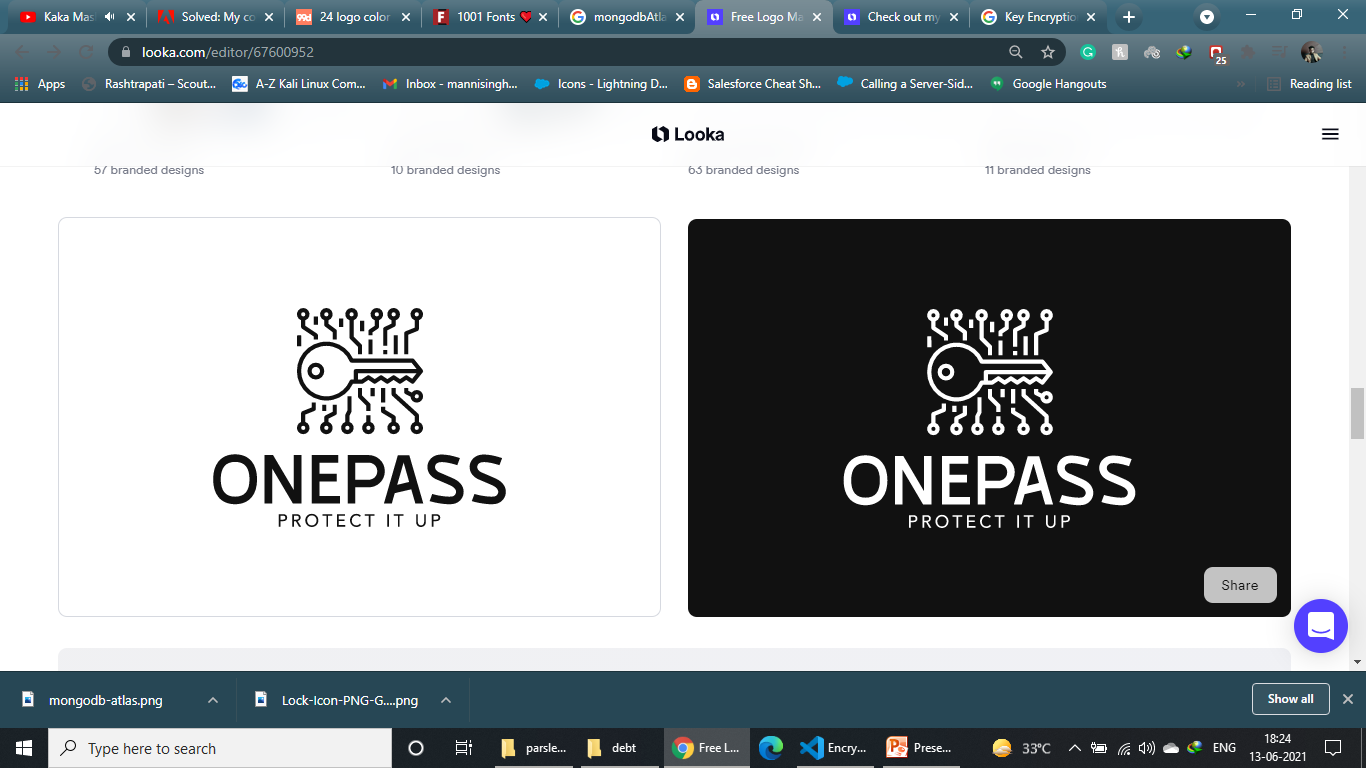 Kaka Mas
Solved: My co
99d
24 logo color
F
1001 Fonts
mongodbAtla
Free Logo Ma
Check out my
Key Encryptio
looka.com/editor/67600952
25
Apps
Rashtrapati – Scout...
A-Z Kali Linux Com...
Inbox - mannisingh...
Icons - Lightning D...
Salesforce Cheat Sh...
Calling a Server-Sid...
Google Hangouts
»
Reading list
Looka
57 branded designs
10 branded designs
63 branded designs
11 branded designs
ONEPASS
PROTECT IT UP
ONEPASS
PROTECT IT UP
Share
mongodb-atlas.png
Lock-Icon-PNG-G....png
Show all
Type here to search
parsle...
debt
Free L...
Encry...
Prese...
33°C
ENG
18:24
13-06-2021